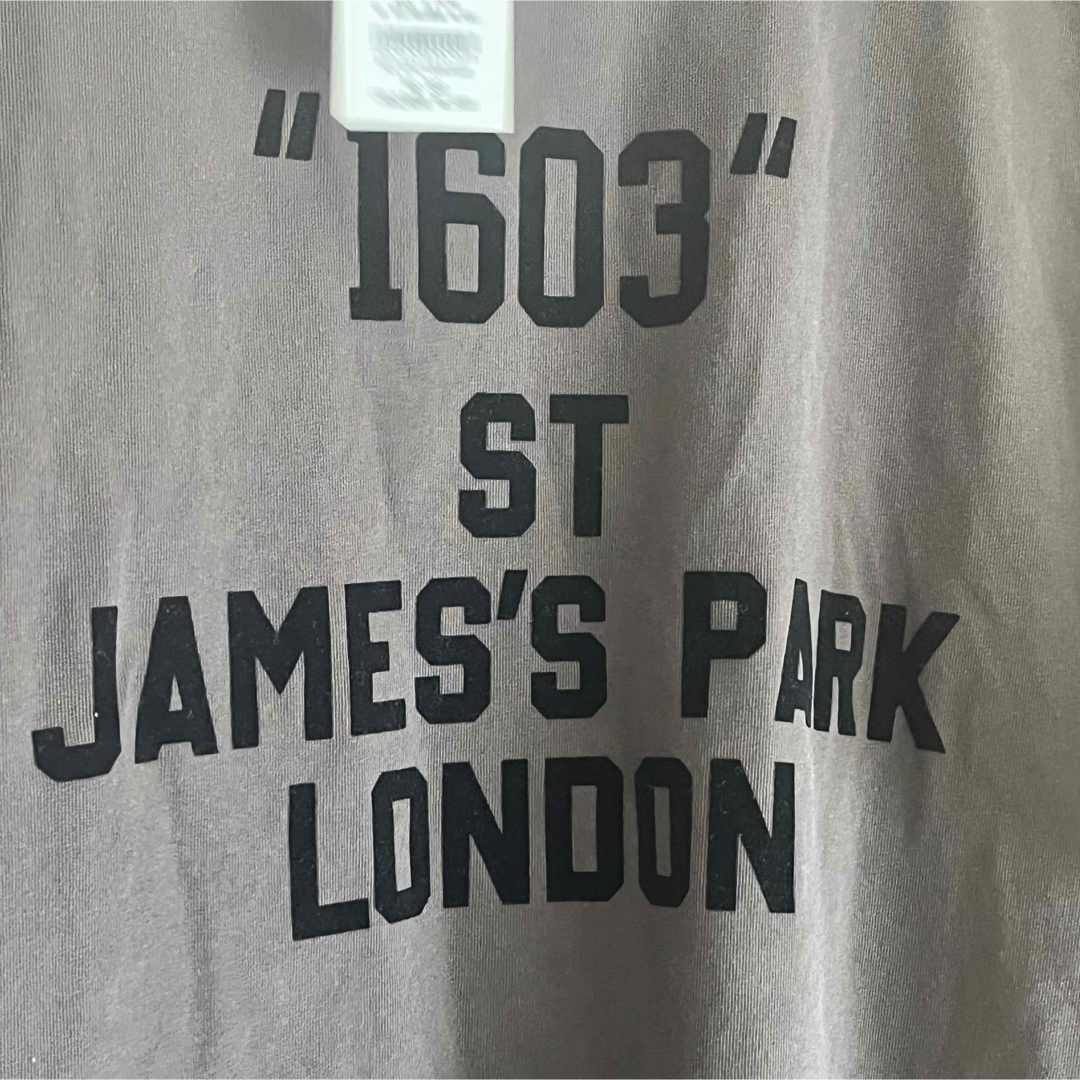 "1603"
ST
JAMES'S PARK
LONDON